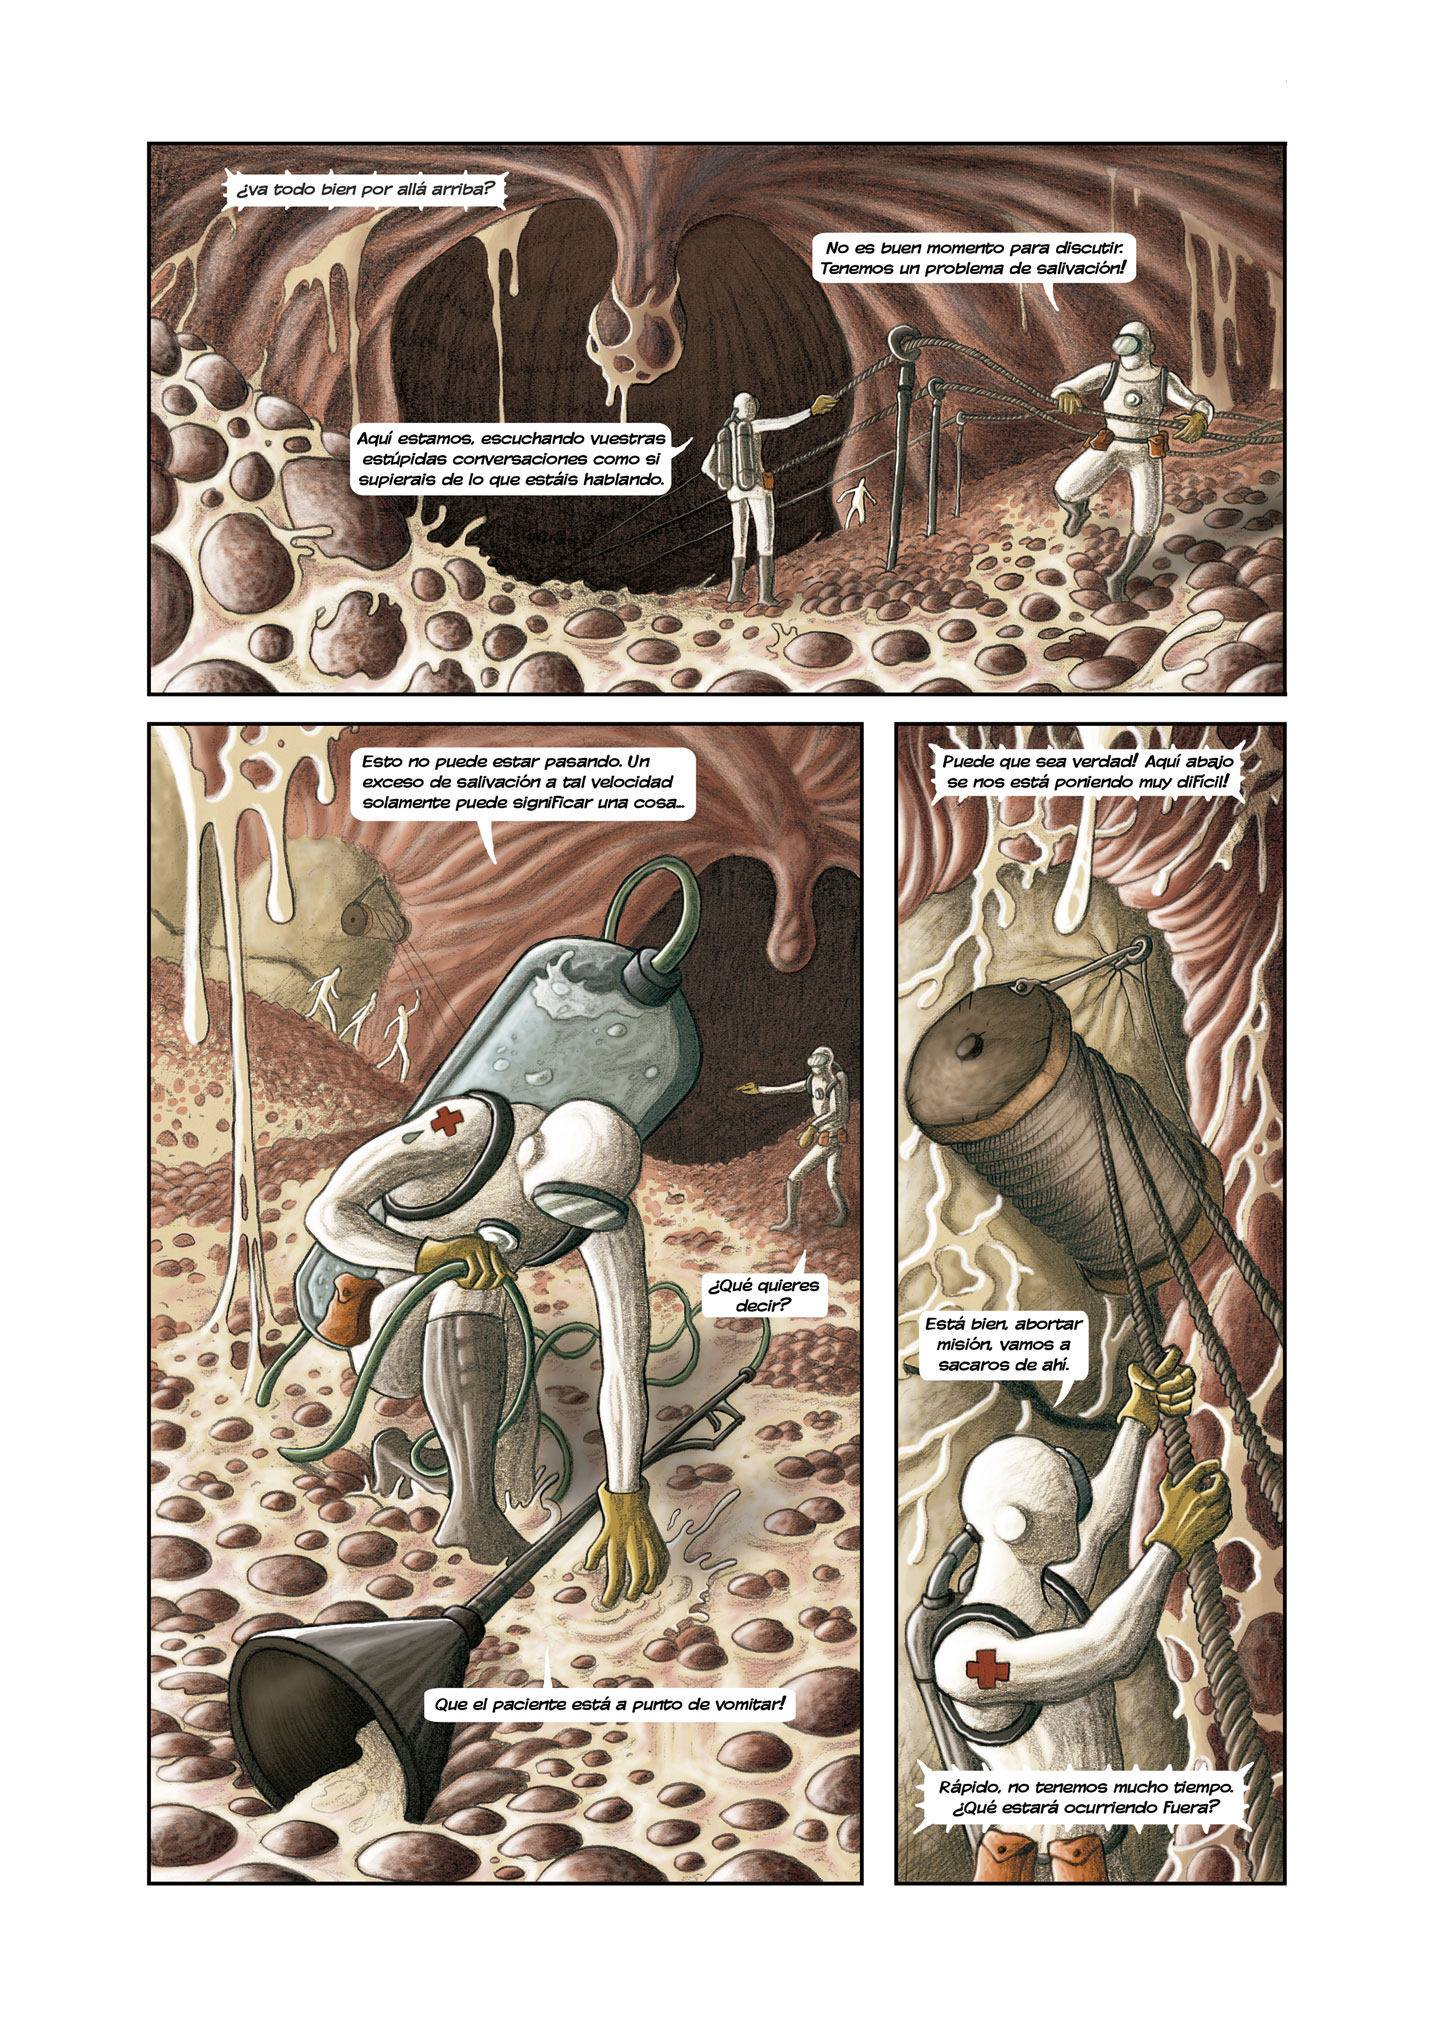 ¿va todo bien por allá arriba?
No es buen momento para discutir.
Tenemos un problema de salivación!
Aquí estamos, escuchando vuestras
estúpidas conversaciones como si
supierais de lo que estáis hablando.
Esto no puede estar pasando. Un
exceso de salivación a tal velocidad
solamente puede significar una cosa...
¿Qué quieres
decir?
Que el paciente está a punto de vomitar!
Puede que sea verdad! Aquí abajo
se nos está poniendo muy difícil!
Está bien, abortar
misión, vamos a
sacaros de ahí.
Rápido, no tenemos mucho tiempo.
¿Qué estará ocurriendo fuera?